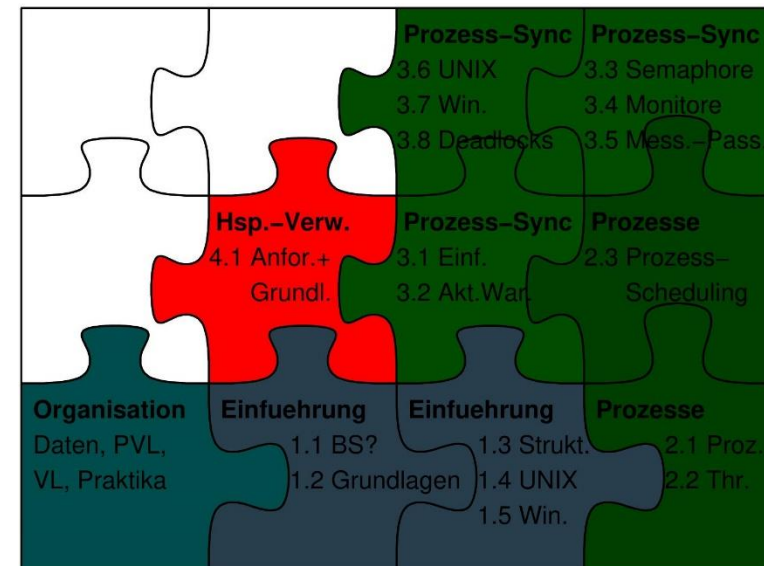 Prozess–Sync
3.6 UNIX
3.7 Win.
3.8 Deadlocks
Prozess–Sync
3.3 Semaphore
3.4 Monitore
3.5 Mess.–Pass.
Hsp.–Verw.
4.1 Anfor.+
Grundl.
Prozess–Sync
3.1 Einf.
3.2 Akt.War.
Prozesse
2.3 Prozess–
Scheduling
Organisation
Daten, PVL,
VL, Praktika
Einfuehrung
1.1 BS?
1.2 Grundlagen
Einfuehrung
1.3 Strukt.
1.4 UNIX
1.5 Win.
Prozesse
2.1 Proz.
2.2 Thr.